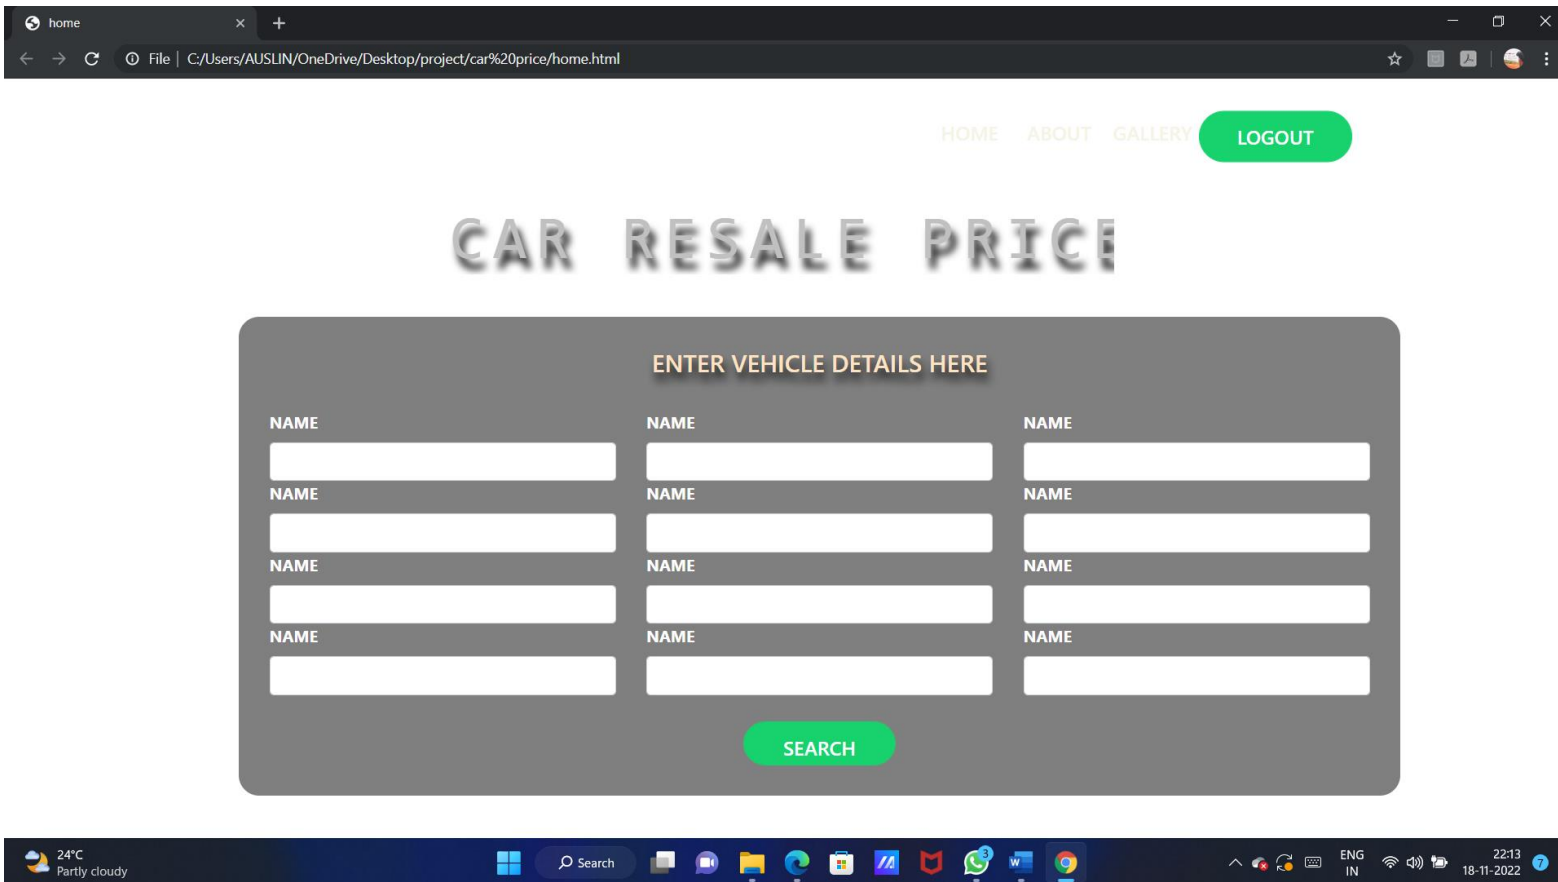 home
File | C:/Users/AUSLIN/OneDrive/Desktop/project/car%20price/home.html
HOME ABOUT GALLERY LOGOUT
CAR RESALE PRICE
ENTER VEHICLE DETAILS HERE
NAME NAME NAME
NAME NAME NAME
NAME NAME NAME
NAME NAME NAME
SEARCH
24°C
Partly cloudy
Search
3
W
ENG
IN
22:13
18-11-2022
7